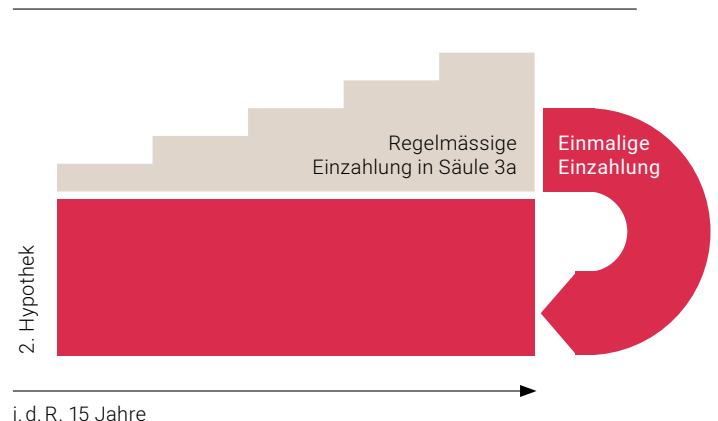 Regelmässige
Einzahlung in Säule 3a
Einmalige
Einzahlung
2. Hypothek
i. d. R. 15 Jahre